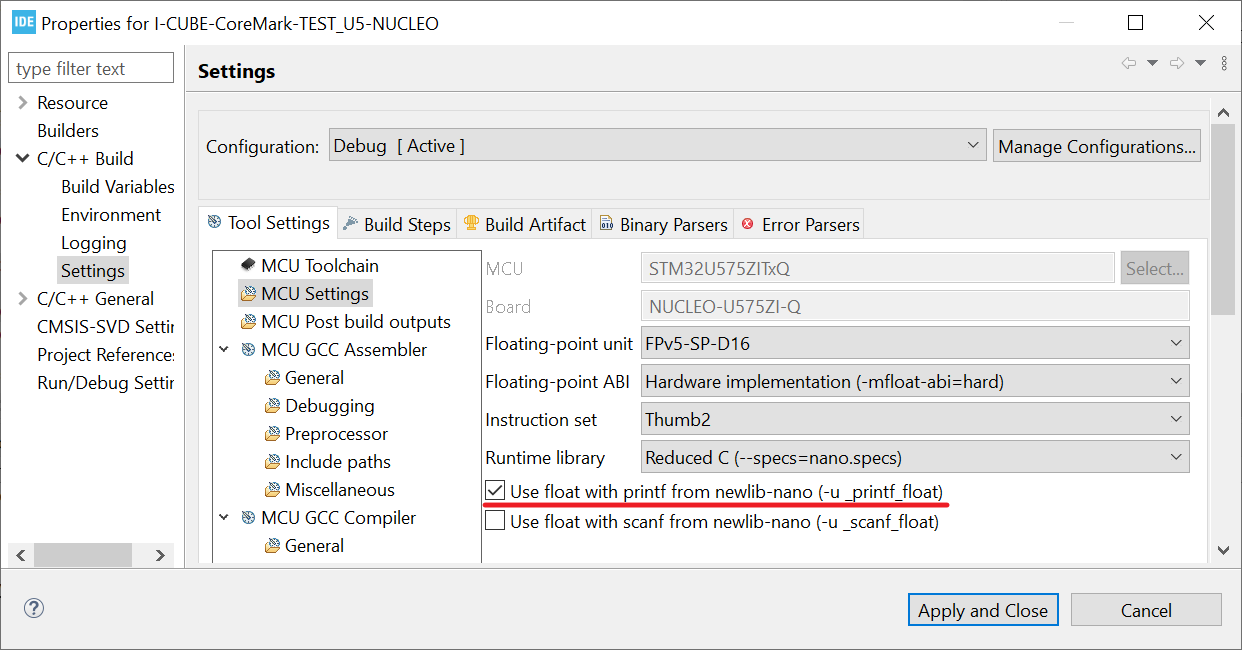 IDE Properties for I-CUBE-CoreMark-TEST_U5-NUCLEO
type filter text
Resource
Builders
C/C++ Build
Build Variables
Environment
Logging
Settings
C/C++ General
CMSIS-SVD Settin
Project References
Run/Debug Settin
Settings
Configuration: Debug [ Active ] Manage Configurations...
Tool Settings Build Steps Build Artifact Binary Parsers Error Parsers
MCU Toolchain
MCU Settings
MCU Post build outputs
MCU GCC Assembler
General
Debugging
Preprocessor
Include paths
Miscellaneous
MCU GCC Compiler
General
MCU STM32U575ZITxQ Select...
Board NUCLEO-U575ZI-Q
Floating-point unit FPv5-SP-D16
Floating-point ABI Hardware implementation (-mfloat-abi=hard)
Instruction set Thumb2
Runtime library Reduced C (--specs=nano.specs)
Use float with printf from newlib-nano (-u _printf_float)
Use float with scanf from newlib-nano (-u _scanf_float)
? Apply and Close Cancel